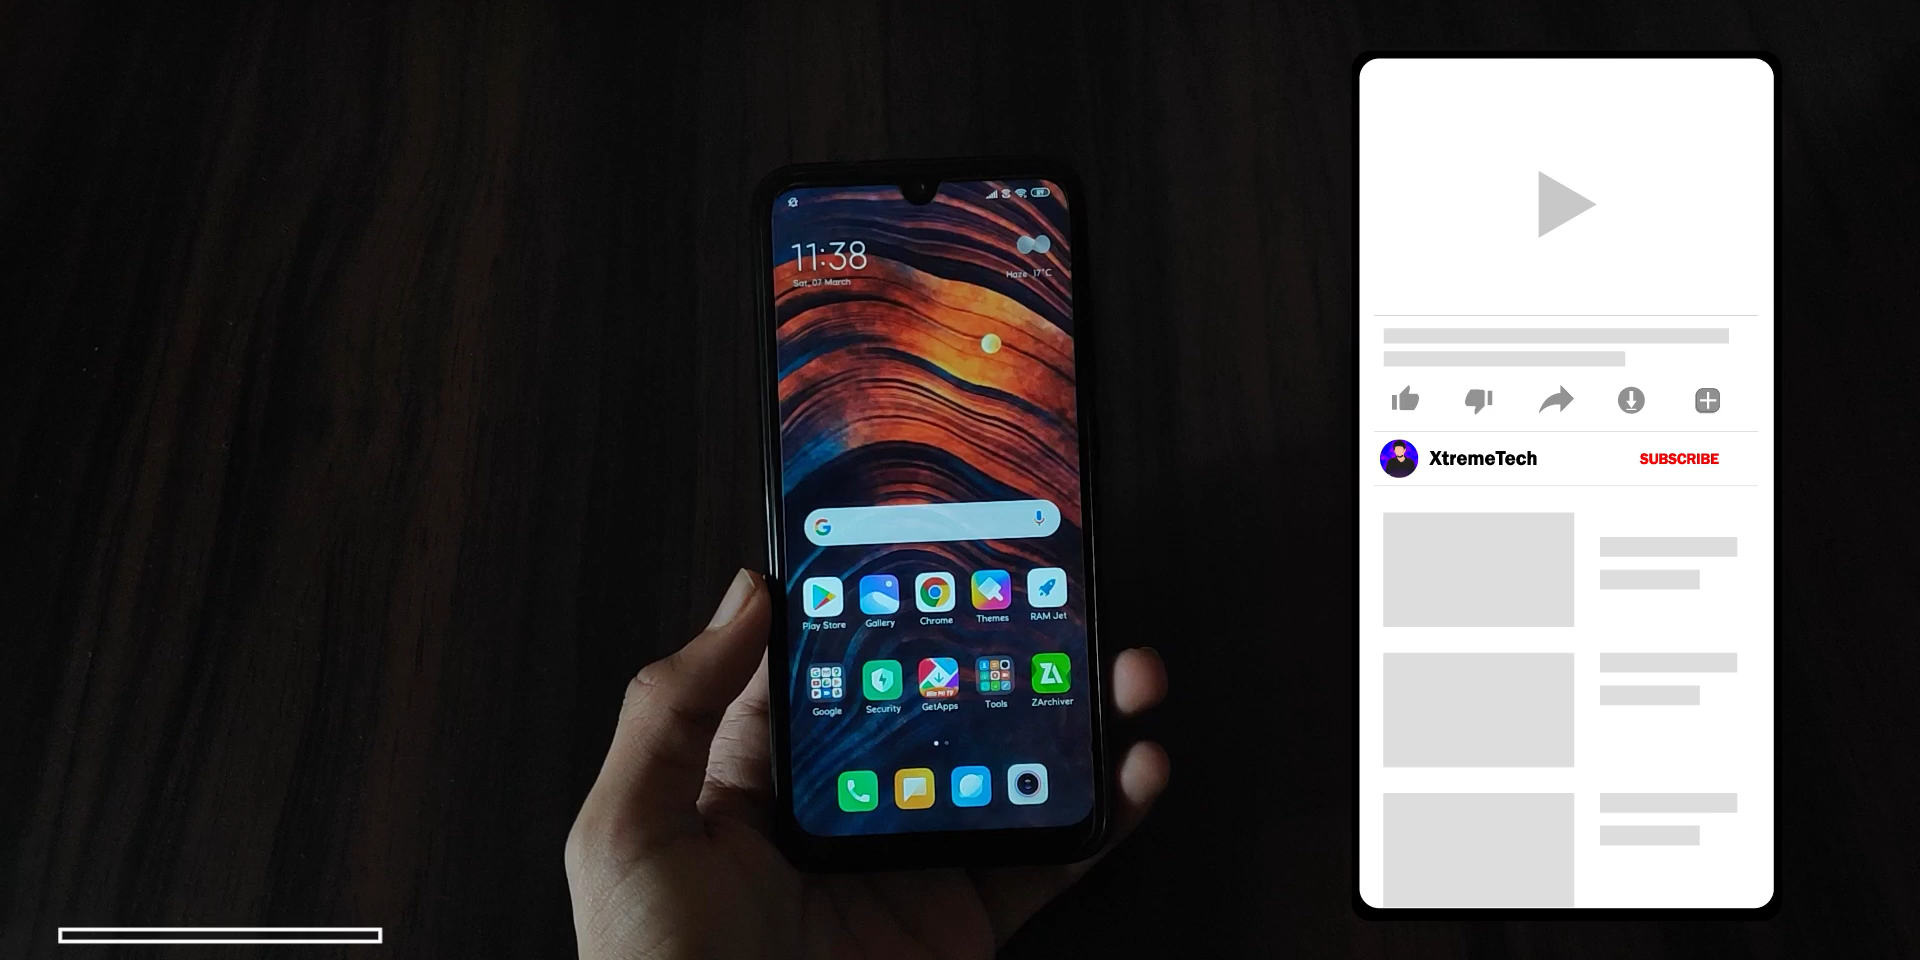 11:38
Sat, 07 March
Haze 17°C
Play Store
Gallery
Chrome
Themes
RAM Jet
Google
Security
GetApps
Tools
ZArchiver
XtremeTech
SUBSCRIBE